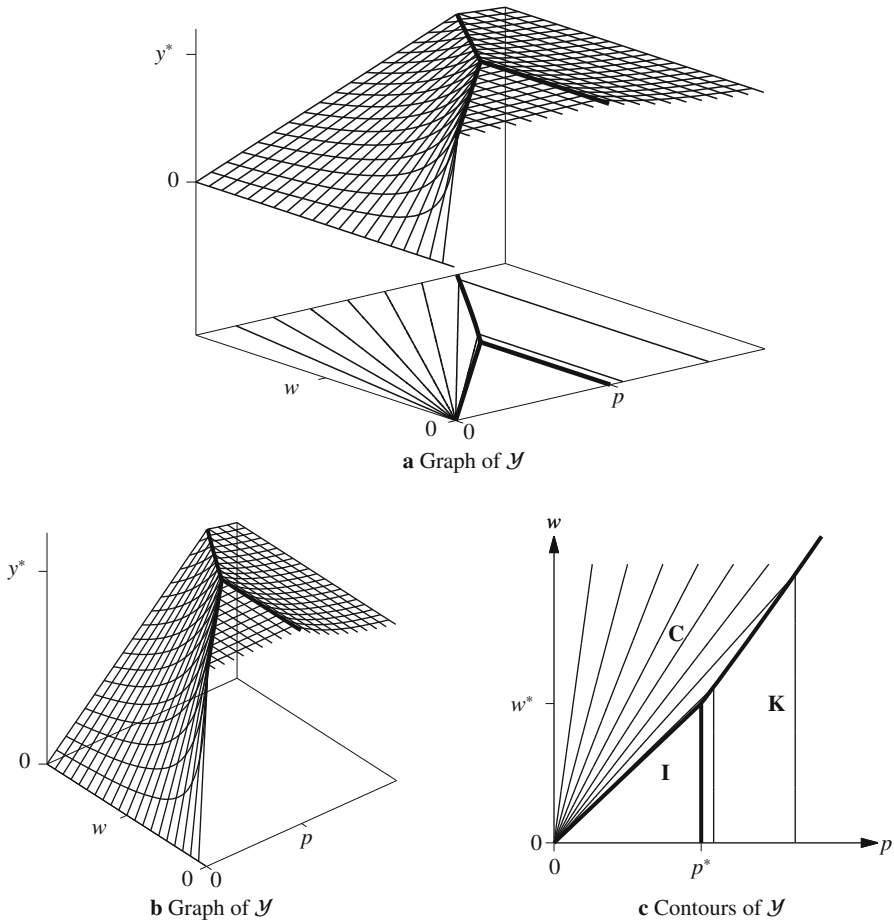 y*
0
w
p
0 0
a Graph of 𝒴
y*
0
w
p
0 0
b Graph of 𝒴
w
C
w*
K
I
0
p
0
p*
c Contours of 𝒴